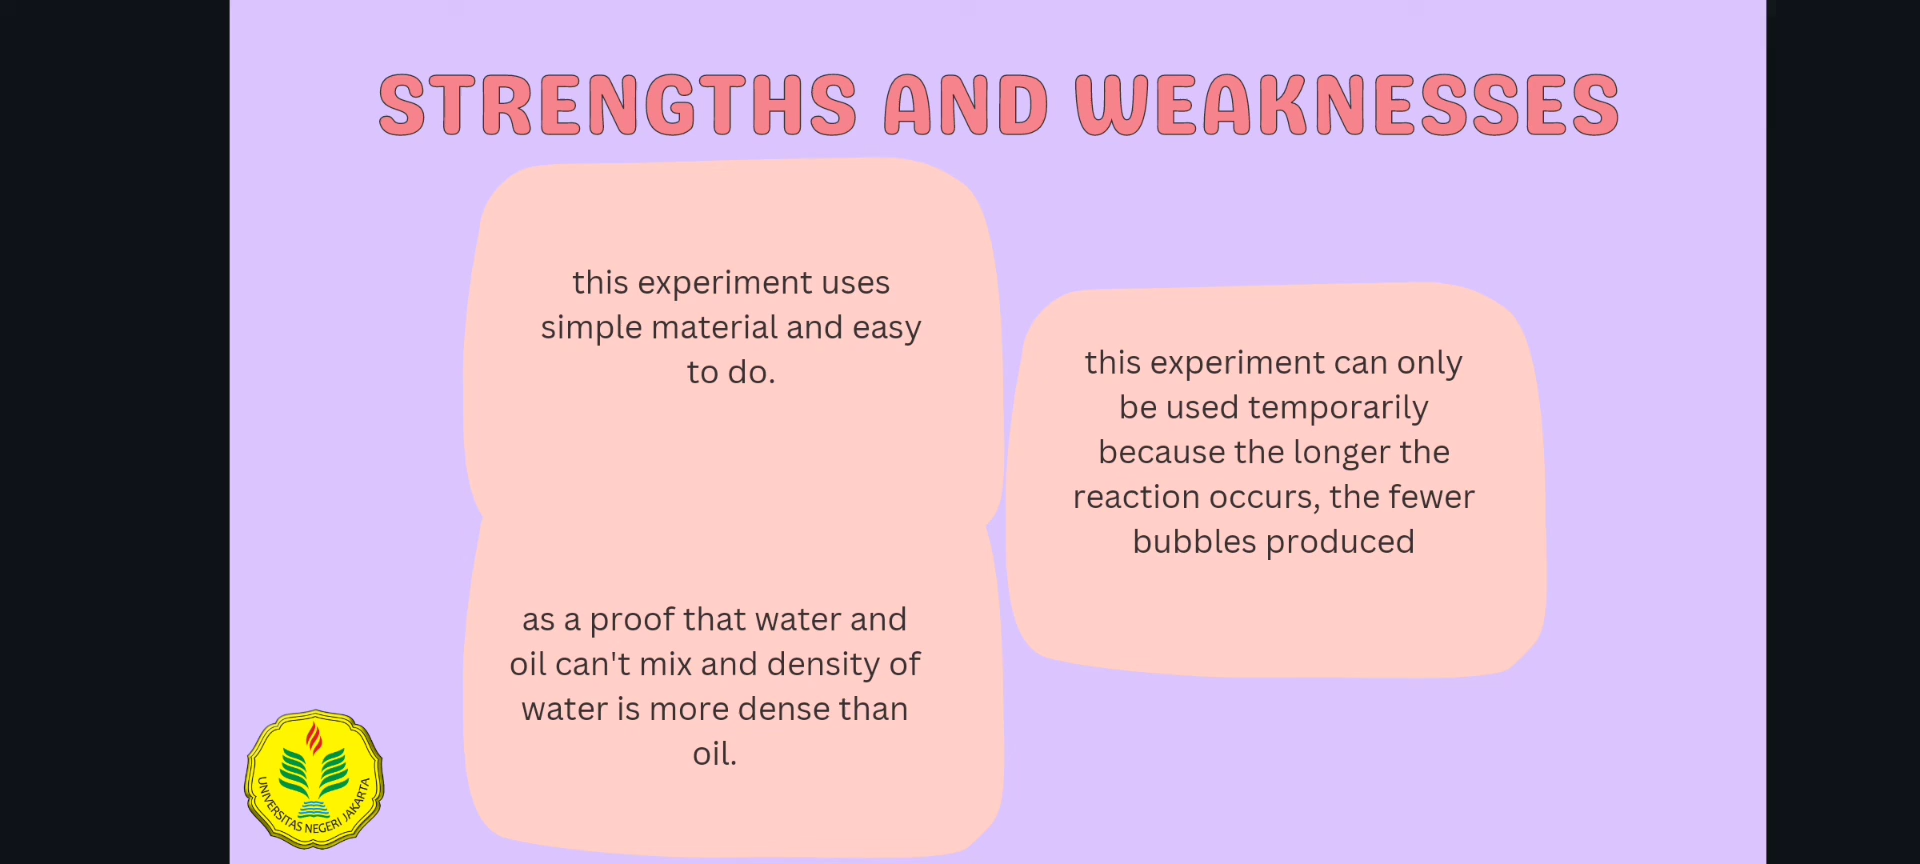 STRENGTHS AND WEAKNESSES
this experiment uses
simple material and easy
to do.
as a proof that water and
oil can't mix and density of
water is more dense than
oil.
this experiment can only
be used temporarily
because the longer the
reaction occurs, the fewer
bubbles produced
UNIVERSITAS NEGERI JAKARTA